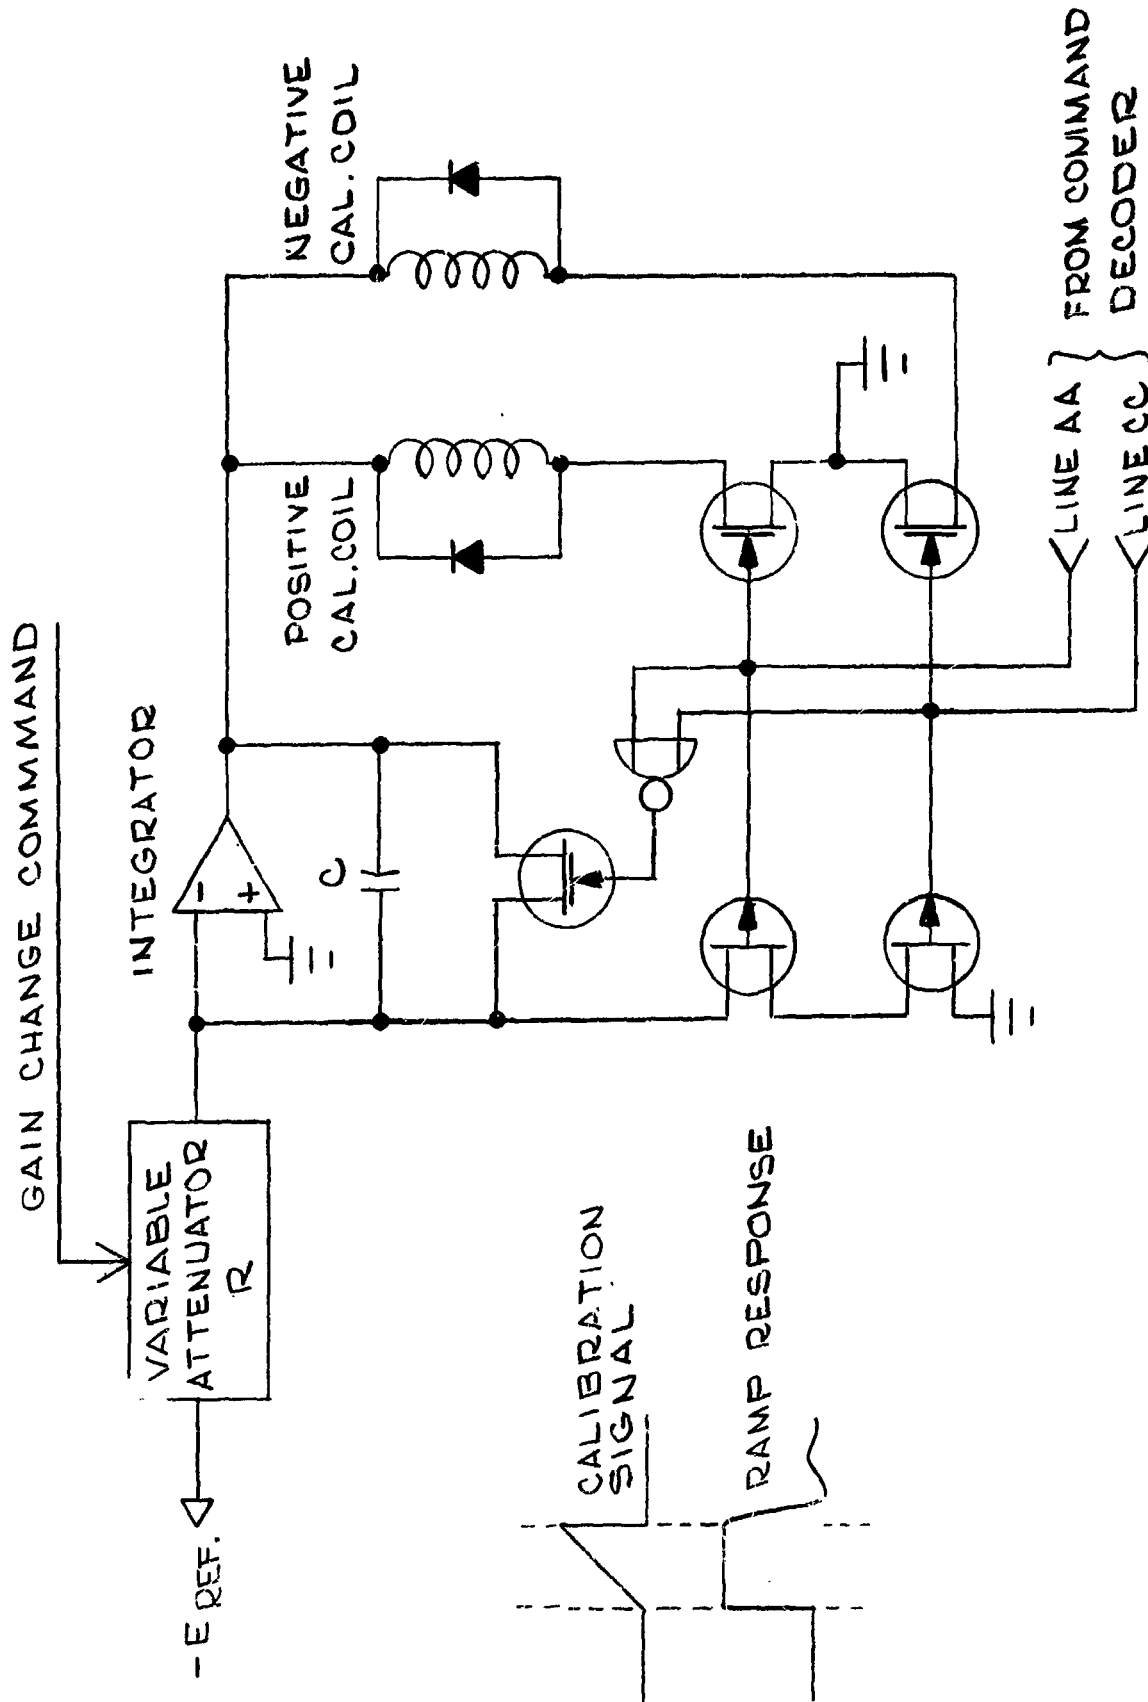 GAIN CHANGE COMMAND
- E REF.
VARIABLE
ATTENUATOR
R
INTEGRATOR
-
+
C
POSITIVE
CAL. COIL
NEGATIVE
CAL. COIL
LINE AA
LINE CC
FROM COMMAND
DECODER
CALIBRATION
SIGNAL
RAMP RESPONSE